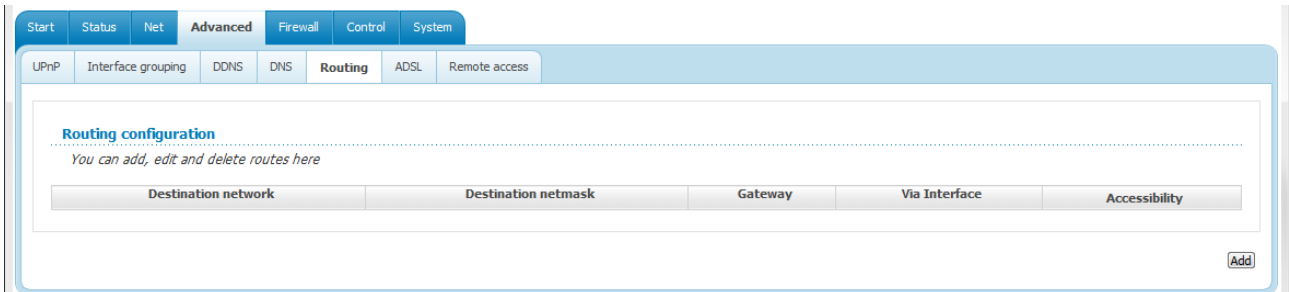 Start Status Net Advanced Firewall Control System
UPnP Interface grouping DDNS DNS Routing ADSL Remote access
Routing configuration
You can add, edit and delete routes here
Destination network Destination netmask Gateway Via Interface Accessibility
Add